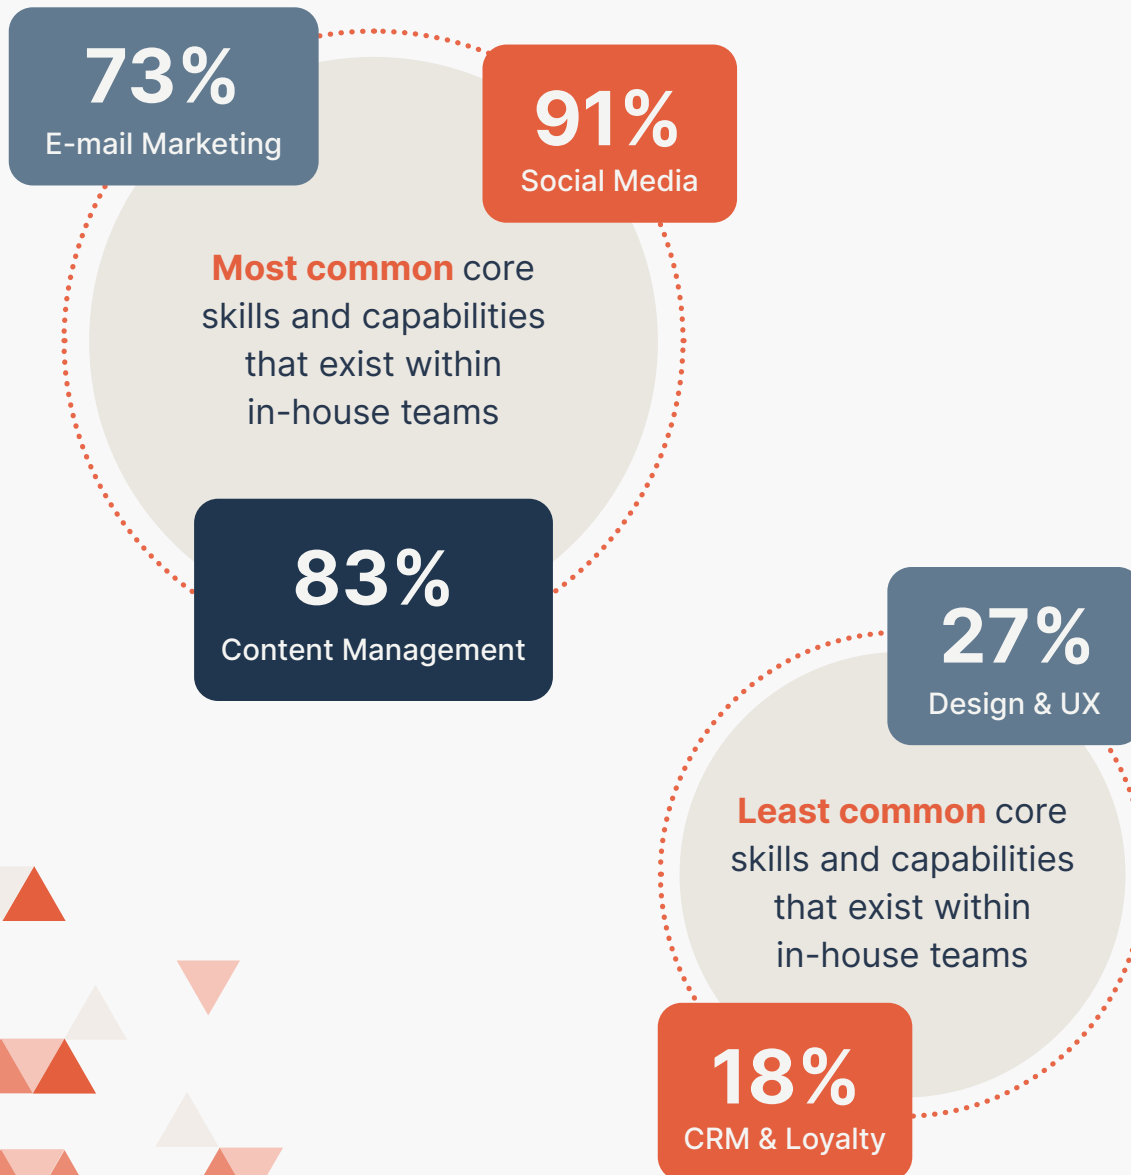 73%
E-mail Marketing
91%
Social Media
Most common core
skills and capabilities
that exist within
in-house teams
83%
Content Management
27%
Design & UX
Least common core
skills and capabilities
that exist within
in-house teams
18%
CRM & Loyalty